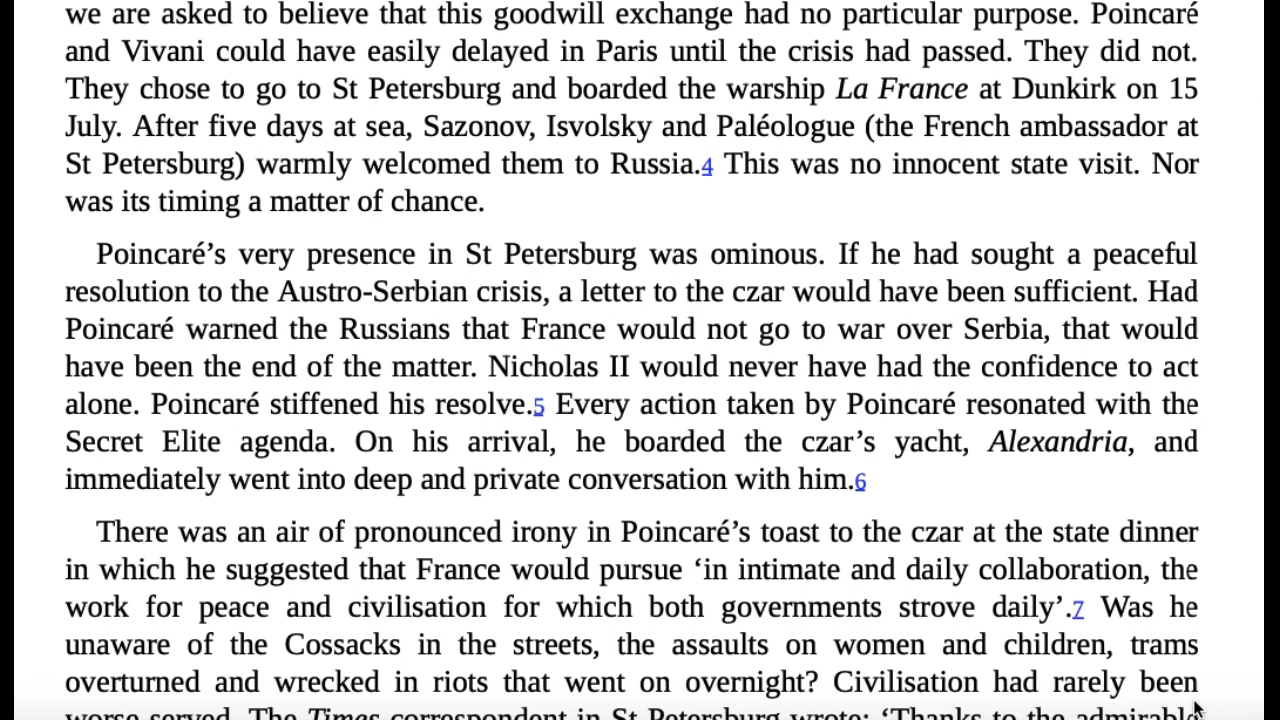 we are asked to believe that this goodwill exchange had no particular purpose. Poincaré
and Vivani could have easily delayed in Paris until the crisis had passed. They did not.
They chose to go to St Petersburg and boarded the warship La France at Dunkirk on 15
July. After five days at sea, Sazonov, Isvolsky and Paléologue (the French ambassador at
St Petersburg) warmly welcomed them to Russia.4 This was no innocent state visit. Nor
was its timing a matter of chance.
Poincaré’s very presence in St Petersburg was ominous. If he had sought a peaceful
resolution to the Austro-Serbian crisis, a letter to the czar would have been sufficient. Had
Poincaré warned the Russians that France would not go to war over Serbia, that would
have been the end of the matter. Nicholas II would never have had the confidence to act
alone. Poincaré stiffened his resolve.5 Every action taken by Poincaré resonated with the
Secret Elite agenda. On his arrival, he boarded the czar’s yacht, Alexandria, and
immediately went into deep and private conversation with him.6
There was an air of pronounced irony in Poincaré’s toast to the czar at the state dinner
in which he suggested that France would pursue ‘in intimate and daily collaboration, the
work for peace and civilisation for which both governments strove daily’.7 Was he
unaware of the Cossacks in the streets, the assaults on women and children, trams
overturned and wrecked in riots that went on overnight? Civilisation had rarely been
worse served. The Times correspondent in St Petersburg wrote: ‘Thanks to the admirable